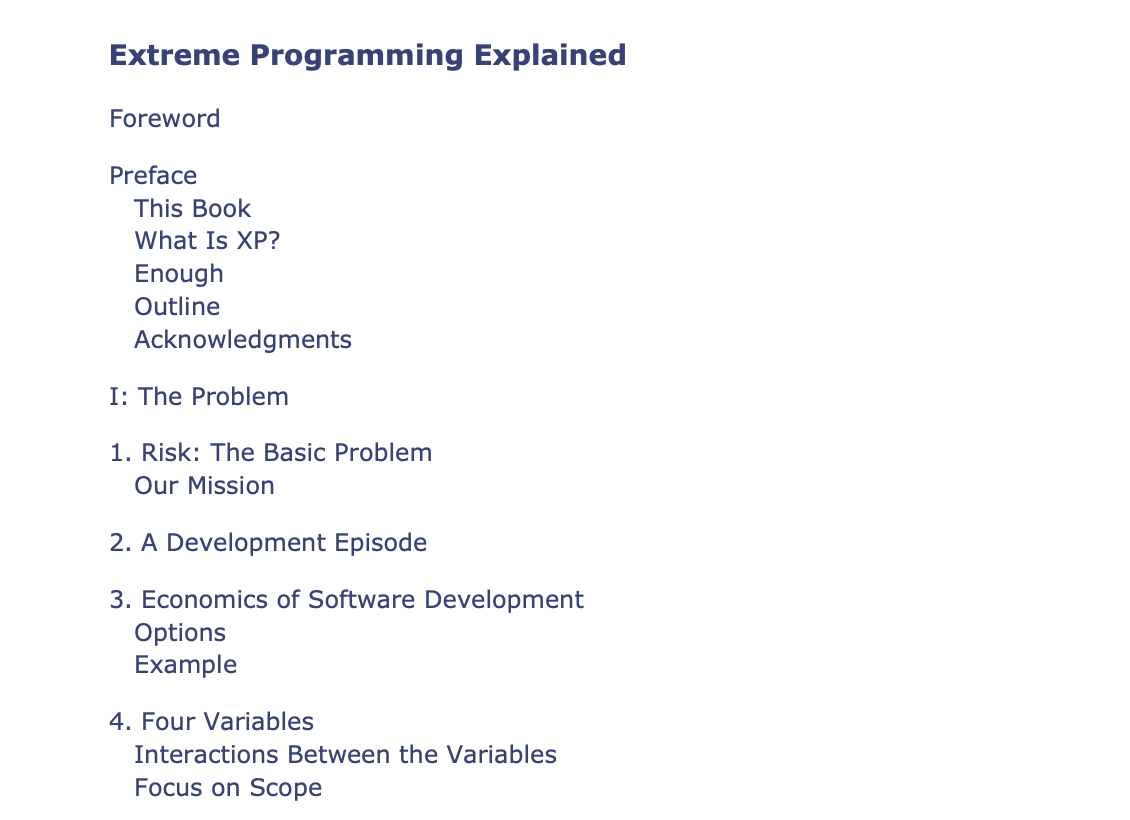 Extreme Programming Explained
Foreword
Preface
This Book
What Is XP?
Enough
Outline
Acknowledgments
I: The Problem
1. Risk: The Basic Problem
Our Mission
2. A Development Episode
3. Economics of Software Development
Options
Example
4. Four Variables
Interactions Between the Variables
Focus on Scope